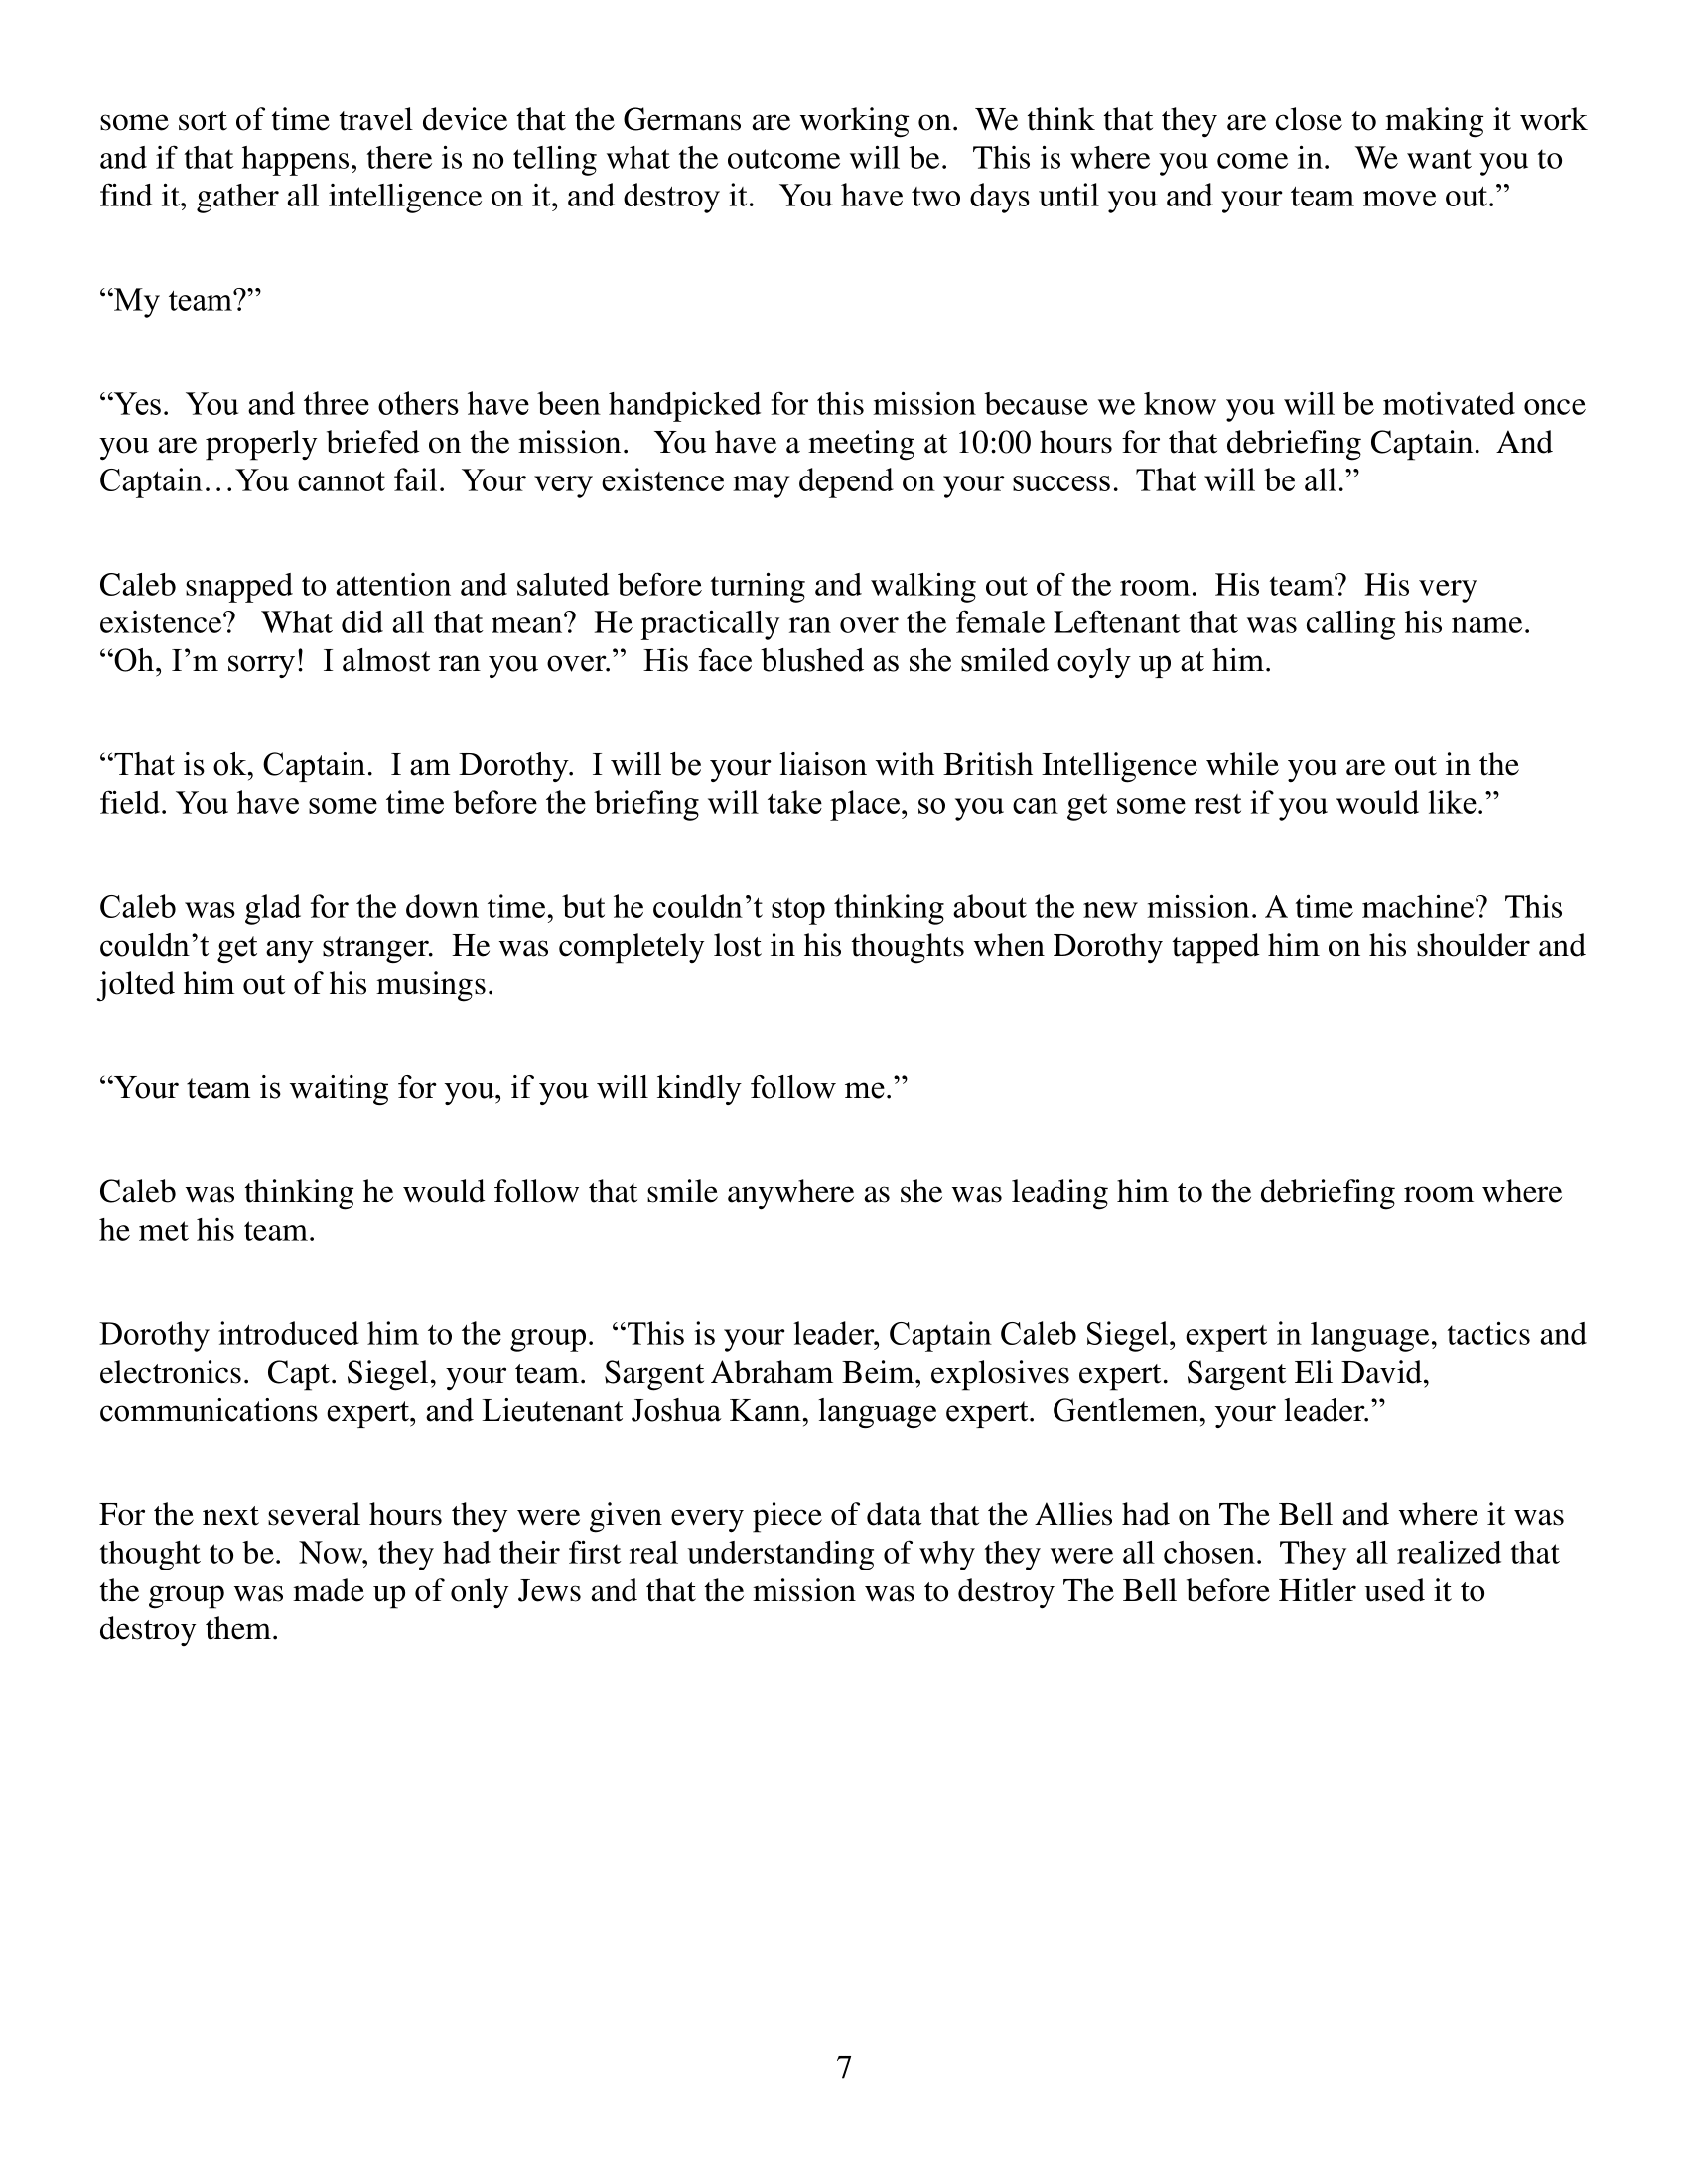 some sort of time travel device that the Germans are working on.  We think that they are close to making it work
and if that happens, there is no telling what the outcome will be.   This is where you come in.   We want you to
find it, gather all intelligence on it, and destroy it.   You have two days until you and your team move out.”
“My team?”
“Yes.  You and three others have been handpicked for this mission because we know you will be motivated once
you are properly briefed on the mission.   You have a meeting at 10:00 hours for that debriefing Captain.  And
Captain…You cannot fail.  Your very existence may depend on your success.  That will be all.”
Caleb snapped to attention and saluted before turning and walking out of the room.  His team?  His very
existence?   What did all that mean?  He practically ran over the female Leftenant that was calling his name.
“Oh, I’m sorry!  I almost ran you over.”  His face blushed as she smiled coyly up at him.
“That is ok, Captain.  I am Dorothy.  I will be your liaison with British Intelligence while you are out in the
field. You have some time before the briefing will take place, so you can get some rest if you would like.”
Caleb was glad for the down time, but he couldn’t stop thinking about the new mission. A time machine?  This
couldn’t get any stranger.  He was completely lost in his thoughts when Dorothy tapped him on his shoulder and
jolted him out of his musings.
“Your team is waiting for you, if you will kindly follow me.”
Caleb was thinking he would follow that smile anywhere as she was leading him to the debriefing room where
he met his team.
Dorothy introduced him to the group.  “This is your leader, Captain Caleb Siegel, expert in language, tactics and
electronics.  Capt. Siegel, your team.  Sargent Abraham Beim, explosives expert.  Sargent Eli David,
communications expert, and Lieutenant Joshua Kann, language expert.  Gentlemen, your leader.”
For the next several hours they were given every piece of data that the Allies had on The Bell and where it was
thought to be.  Now, they had their first real understanding of why they were all chosen.  They all realized that
the group was made up of only Jews and that the mission was to destroy The Bell before Hitler used it to
destroy them.
7